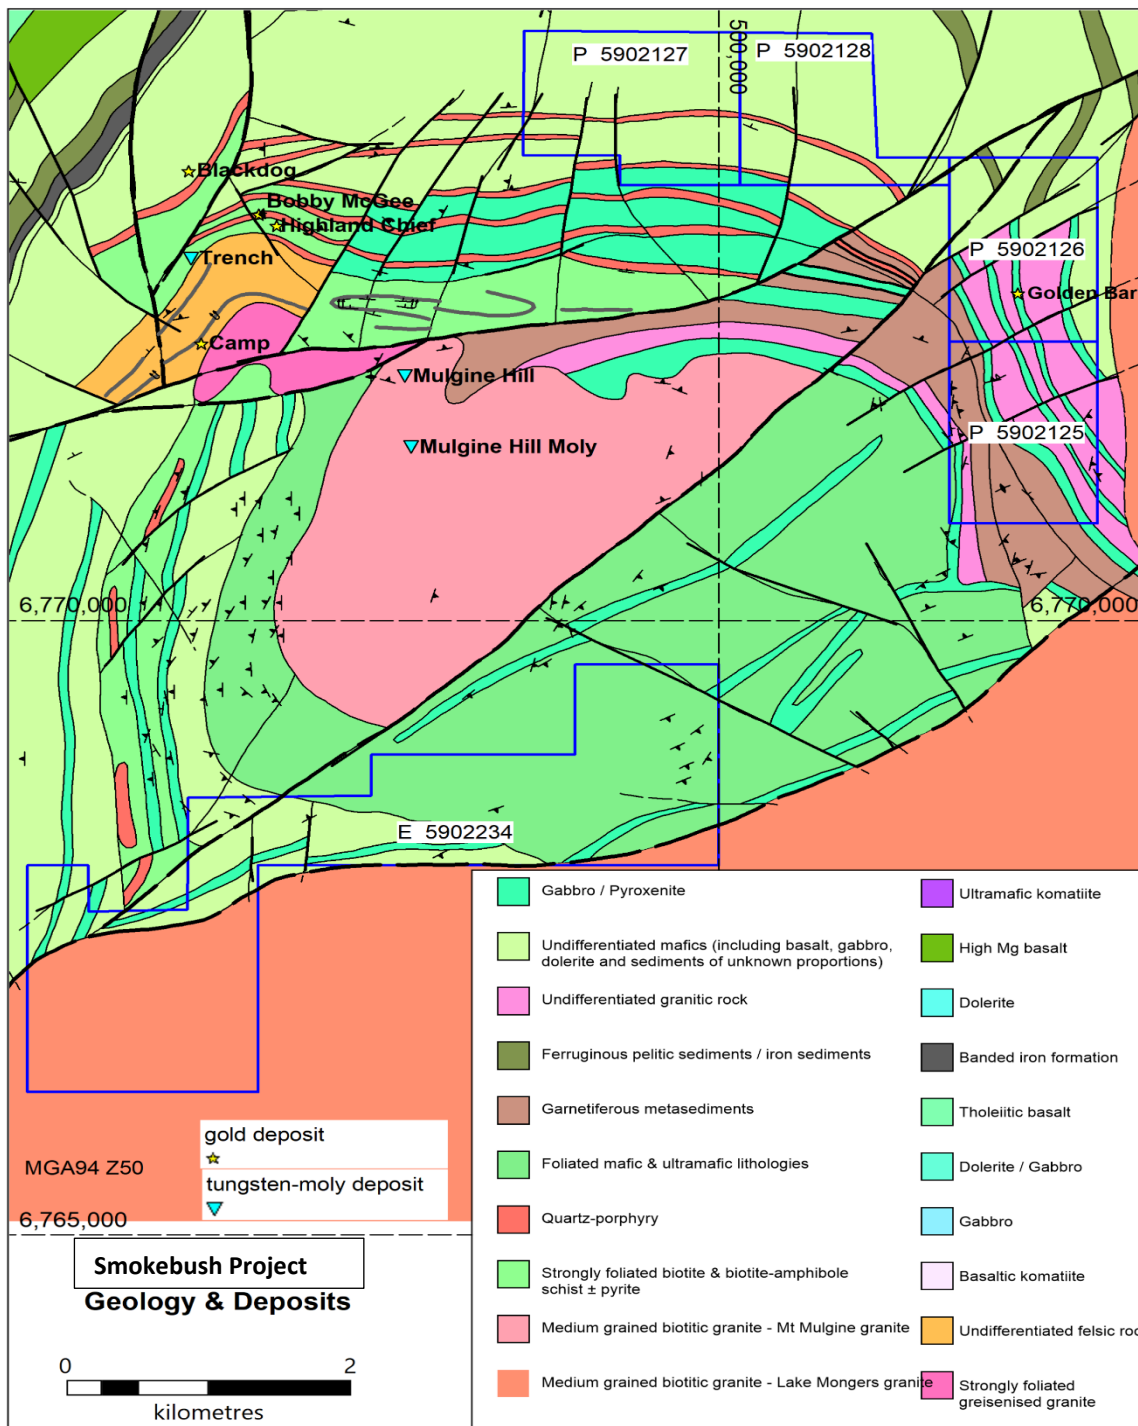 P 5902127
500,000
P 5902128
Blackdog
Bobby McGee
Highland Chief
Trench
P 5902126
Golden Bar
Camp
Mulgine Hill
P 5902125
Mulgine Hill Moly
6,770,000
6,770,000
E 5902234
gold deposit
MGA94 Z50
tungsten-moly deposit
6,765,000
Smokebush Project
Geology & Deposits
0 2
kilometres
Gabbro / Pyroxenite
Undifferentiated mafics (including basalt, gabbro,
dolerite and sediments of unknown proportions)
Undifferentiated granitic rock
Ferruginous pelitic sediments / iron sediments
Garnetiferous metasediments
Foliated mafic & ultramafic lithologies
Quartz-porphyry
Strongly foliated biotite & biotite-amphibole
schist ± pyrite
Medium grained biotitic granite - Mt Mulgine granite
Medium grained biotitic granite - Lake Mongers granite
Ultramafic komatiite
High Mg basalt
Dolerite
Banded iron formation
Tholeiitic basalt
Dolerite / Gabbro
Gabbro
Basaltic komatiite
Undifferentiated felsic roc
Strongly foliated
greisenised granite